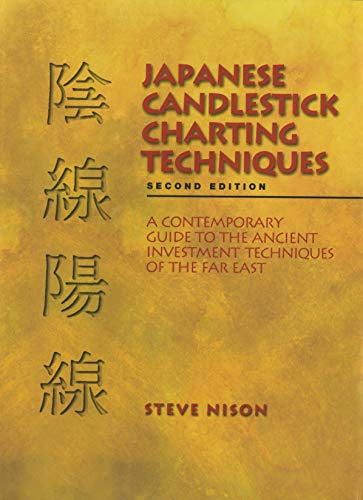 陰線陽線
JAPANESE
CANDLESTICK
CHARTING
TECHNIQUES
SECOND EDITION
A CONTEMPORARY
GUIDE TO THE ANCIENT
INVESTMENT TECHNIQUES
OF THE FAR EAST
STEVE NISON